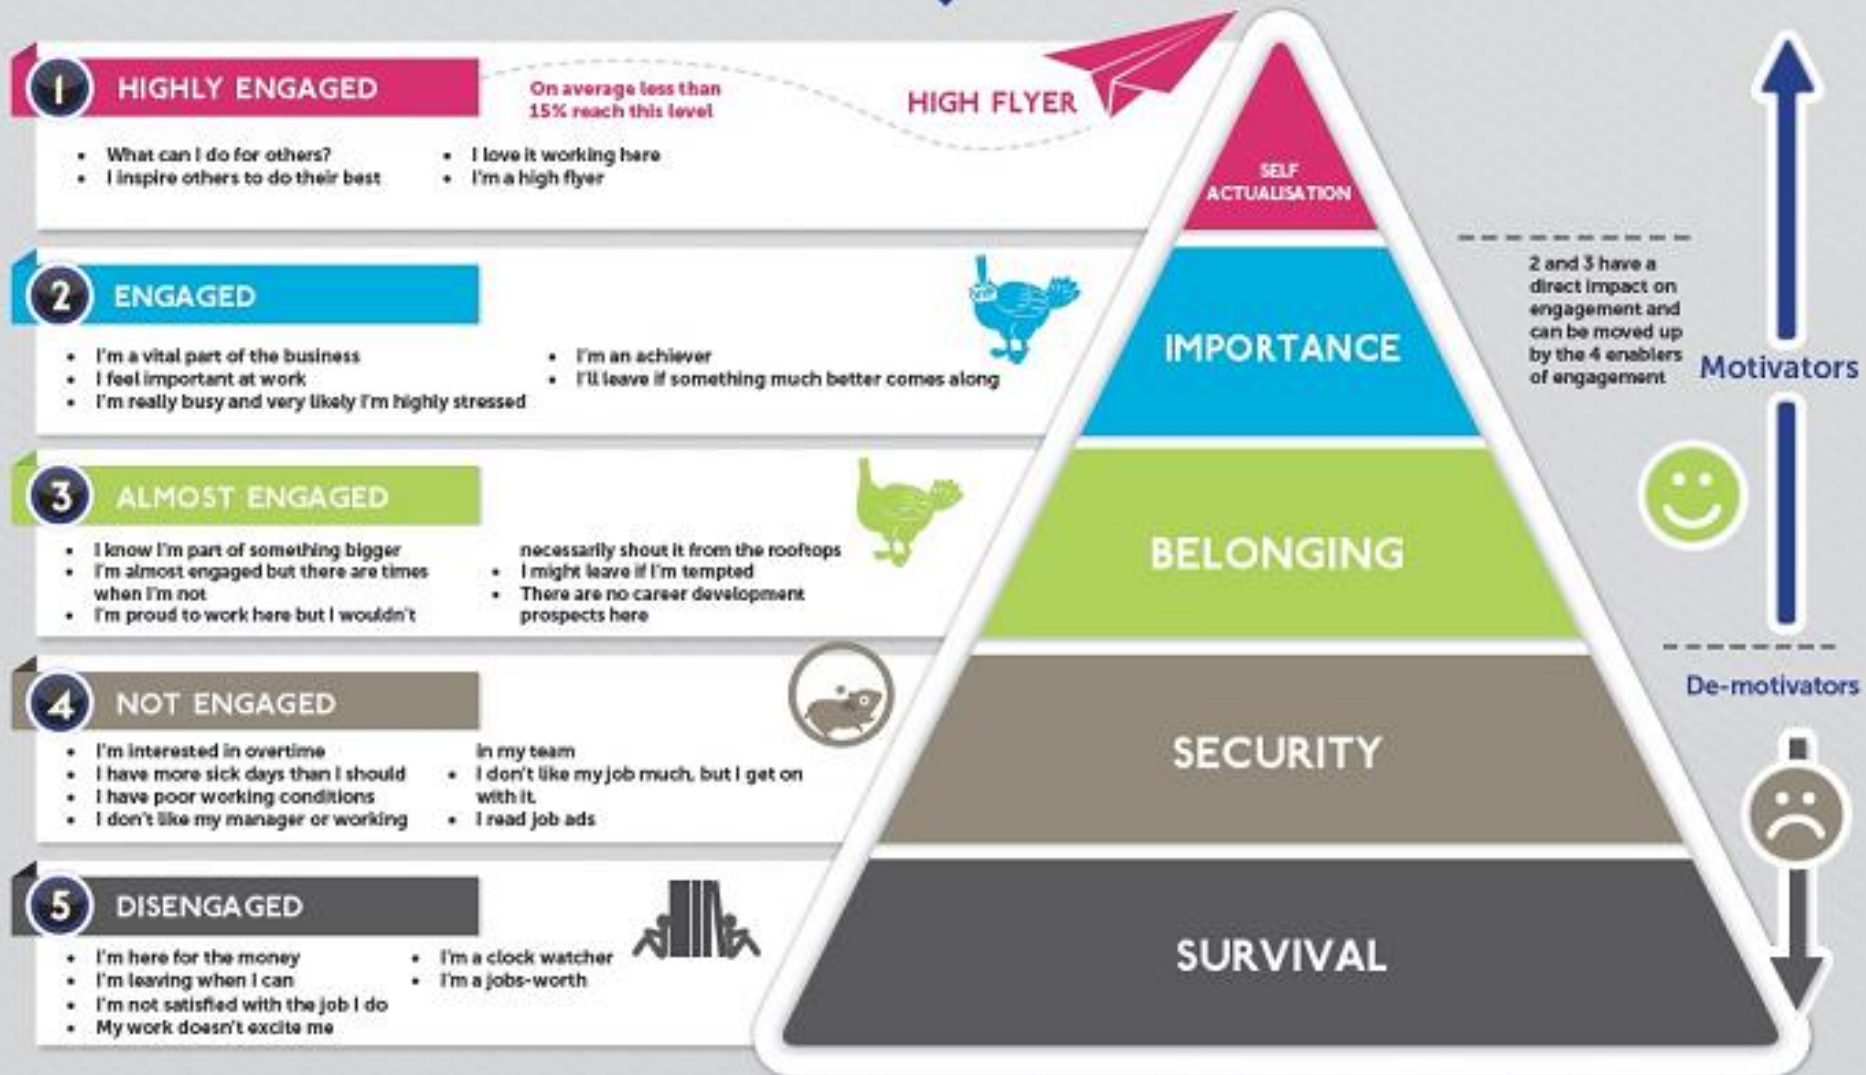 1 HIGHLY ENGAGED
On average less than
15% reach this level
HIGH FLYER
• What can I do for others?
• I inspire others to do their best
• I love it working here
• I'm a high flyer
SELF
ACTUALISATION
2 ENGAGED
• I'm a vital part of the business
• I feel important at work
• I'm really busy and very likely I'm highly stressed
• I'm an achiever
• I'll leave if something much better comes along
IMPORTANCE
2 and 3 have a
direct impact on
engagement and
can be moved up
by the 4 enablers
of engagement
Motivators
3 ALMOST ENGAGED
• I know I'm part of something bigger
• I'm almost engaged but there are times
when I'm not
• I'm proud to work here but I wouldn't
necessarily shout it from the rooftops
• I might leave if I'm tempted
• There are no career development
prospects here
BELONGING
De-motivators
4 NOT ENGAGED
• I'm interested in overtime
• I have more sick days than I should
• I have poor working conditions
• I don't like my manager or working
in my team
• I don't like my job much, but I get on
with it.
• I read job ads
SECURITY
5 DISENGAGED
• I'm here for the money
• I'm leaving when I can
• I'm not satisfied with the job I do
• My work doesn't excite me
• I'm a clock watcher
• I'm a jobs-worth
SURVIVAL